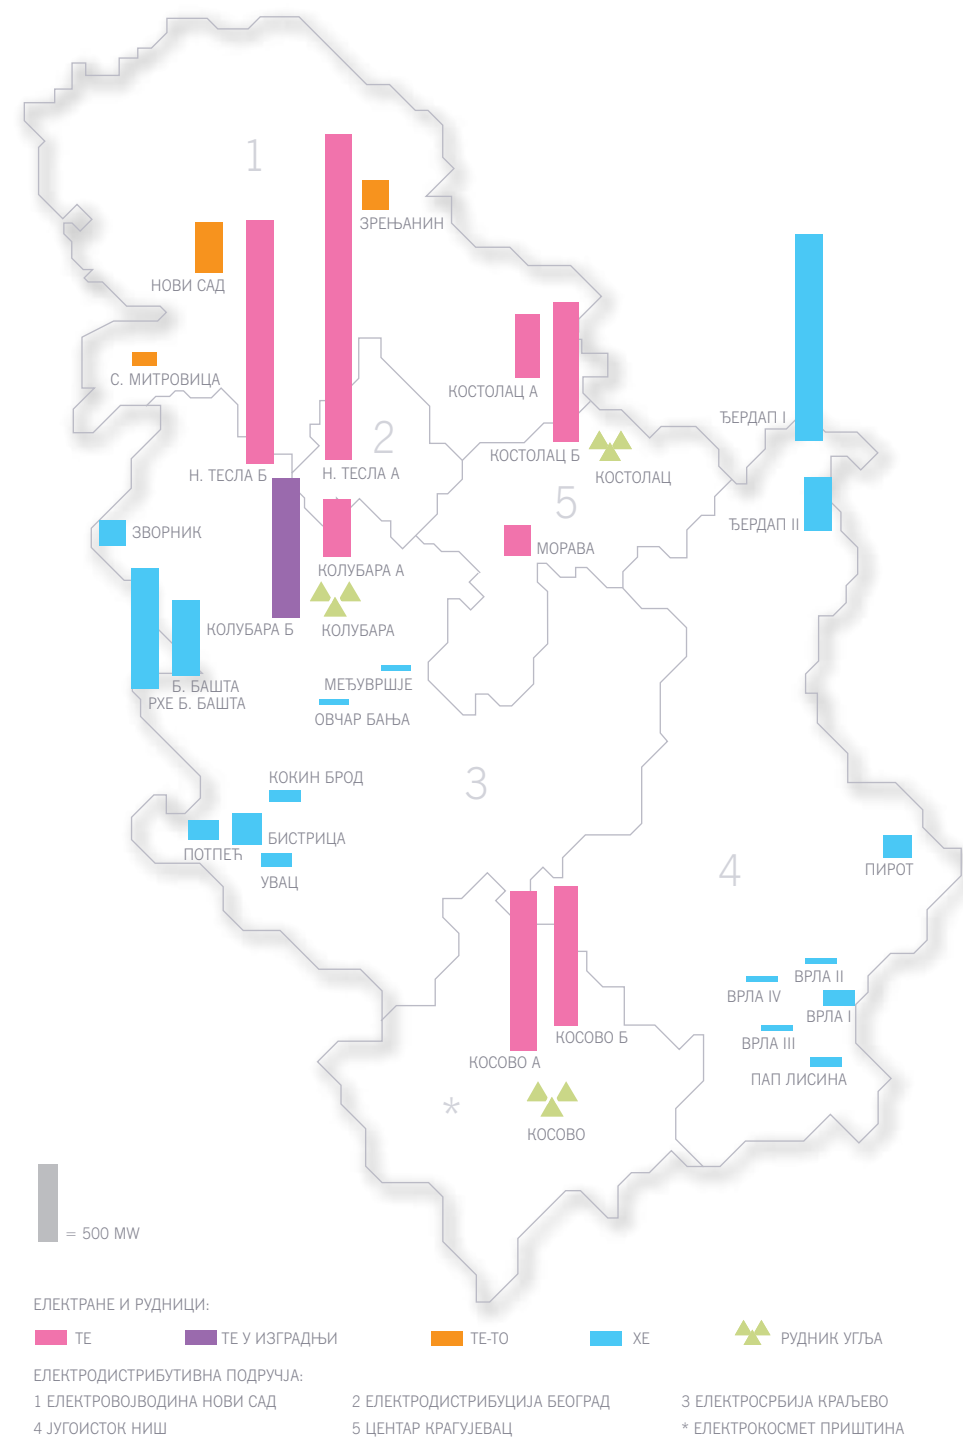 1
ЗРЕЊАНИН
НОВИ САД
С. МИТРОВИЦА
КОСТОЛАЦ А
ЂЕРДАП I
2
КОСТОЛАЦ Б
Н. ТЕСЛА Б
Н. ТЕСЛА А
КОСТОЛАЦ
5
ЂЕРДАП II
ЗВОРНИК
МОРАВА
КОЛУБАРА А
КОЛУБАРА Б
КОЛУБАРА
МЕЂУВРШЈЕ
Б. БАШТА
РХЕ Б. БАШТА
ОВЧАР БАЊА
КОКИН БРОД
3
БИСТРИЦА
ПОТПЕЋ
УВАЦ
4
ПИРОТ
ВРЛА II
ВРЛА IV
ВРЛА I
КОСОВО Б
ВРЛА III
КОСОВО А
ПАП ЛИСИНА
*
КОСОВО
= 500 MW
ЕЛЕКТРАНЕ И РУДНИЦИ:
ТЕ
ТЕ У ИЗГРАДЊИ
ТЕ-ТО
ХЕ
РУДНИК УГЉА
ЕЛЕКТРОДИСТРИБУТИВНА ПОДРУЧЈА:
1 ЕЛЕКТРОВОЈВОДИНА НОВИ САД
2 ЕЛЕКТРОДИСТРИБУЦИЈА БЕОГРАД
3 ЕЛЕКТРОСРБИЈА КРАЉЕВО
4 ЈУГОИСТОК НИШ
5 ЦЕНТАР КРАГУЈЕВАЦ
* ЕЛЕКТРОКОСМЕТ ПРИШТИНА